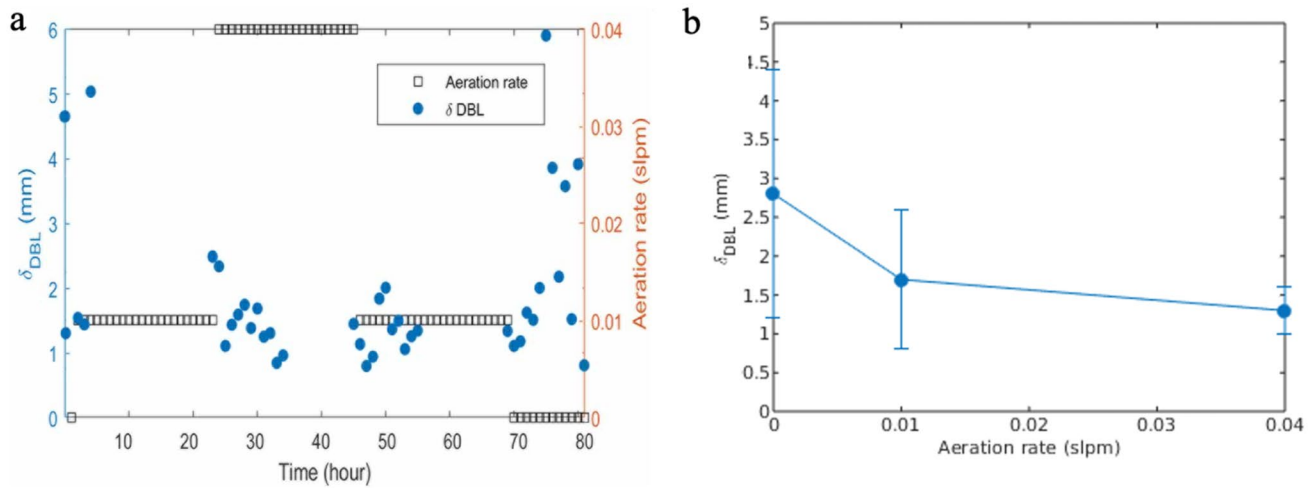 a
6
5
4
3
2
1
0
δDBL (mm)
Aeration rate
δ DBL
0.04
0.03
0.02
0.01
0
Aeration rate (slpm)
10 20 30 40 50 60 70 80
Time (hour)
b
5
4.5
4
3.5
3
2.5
2
1.5
1
0.5
0
δDBL (mm)
0 0.01 0.02 0.03 0.04
Aeration rate (slpm)